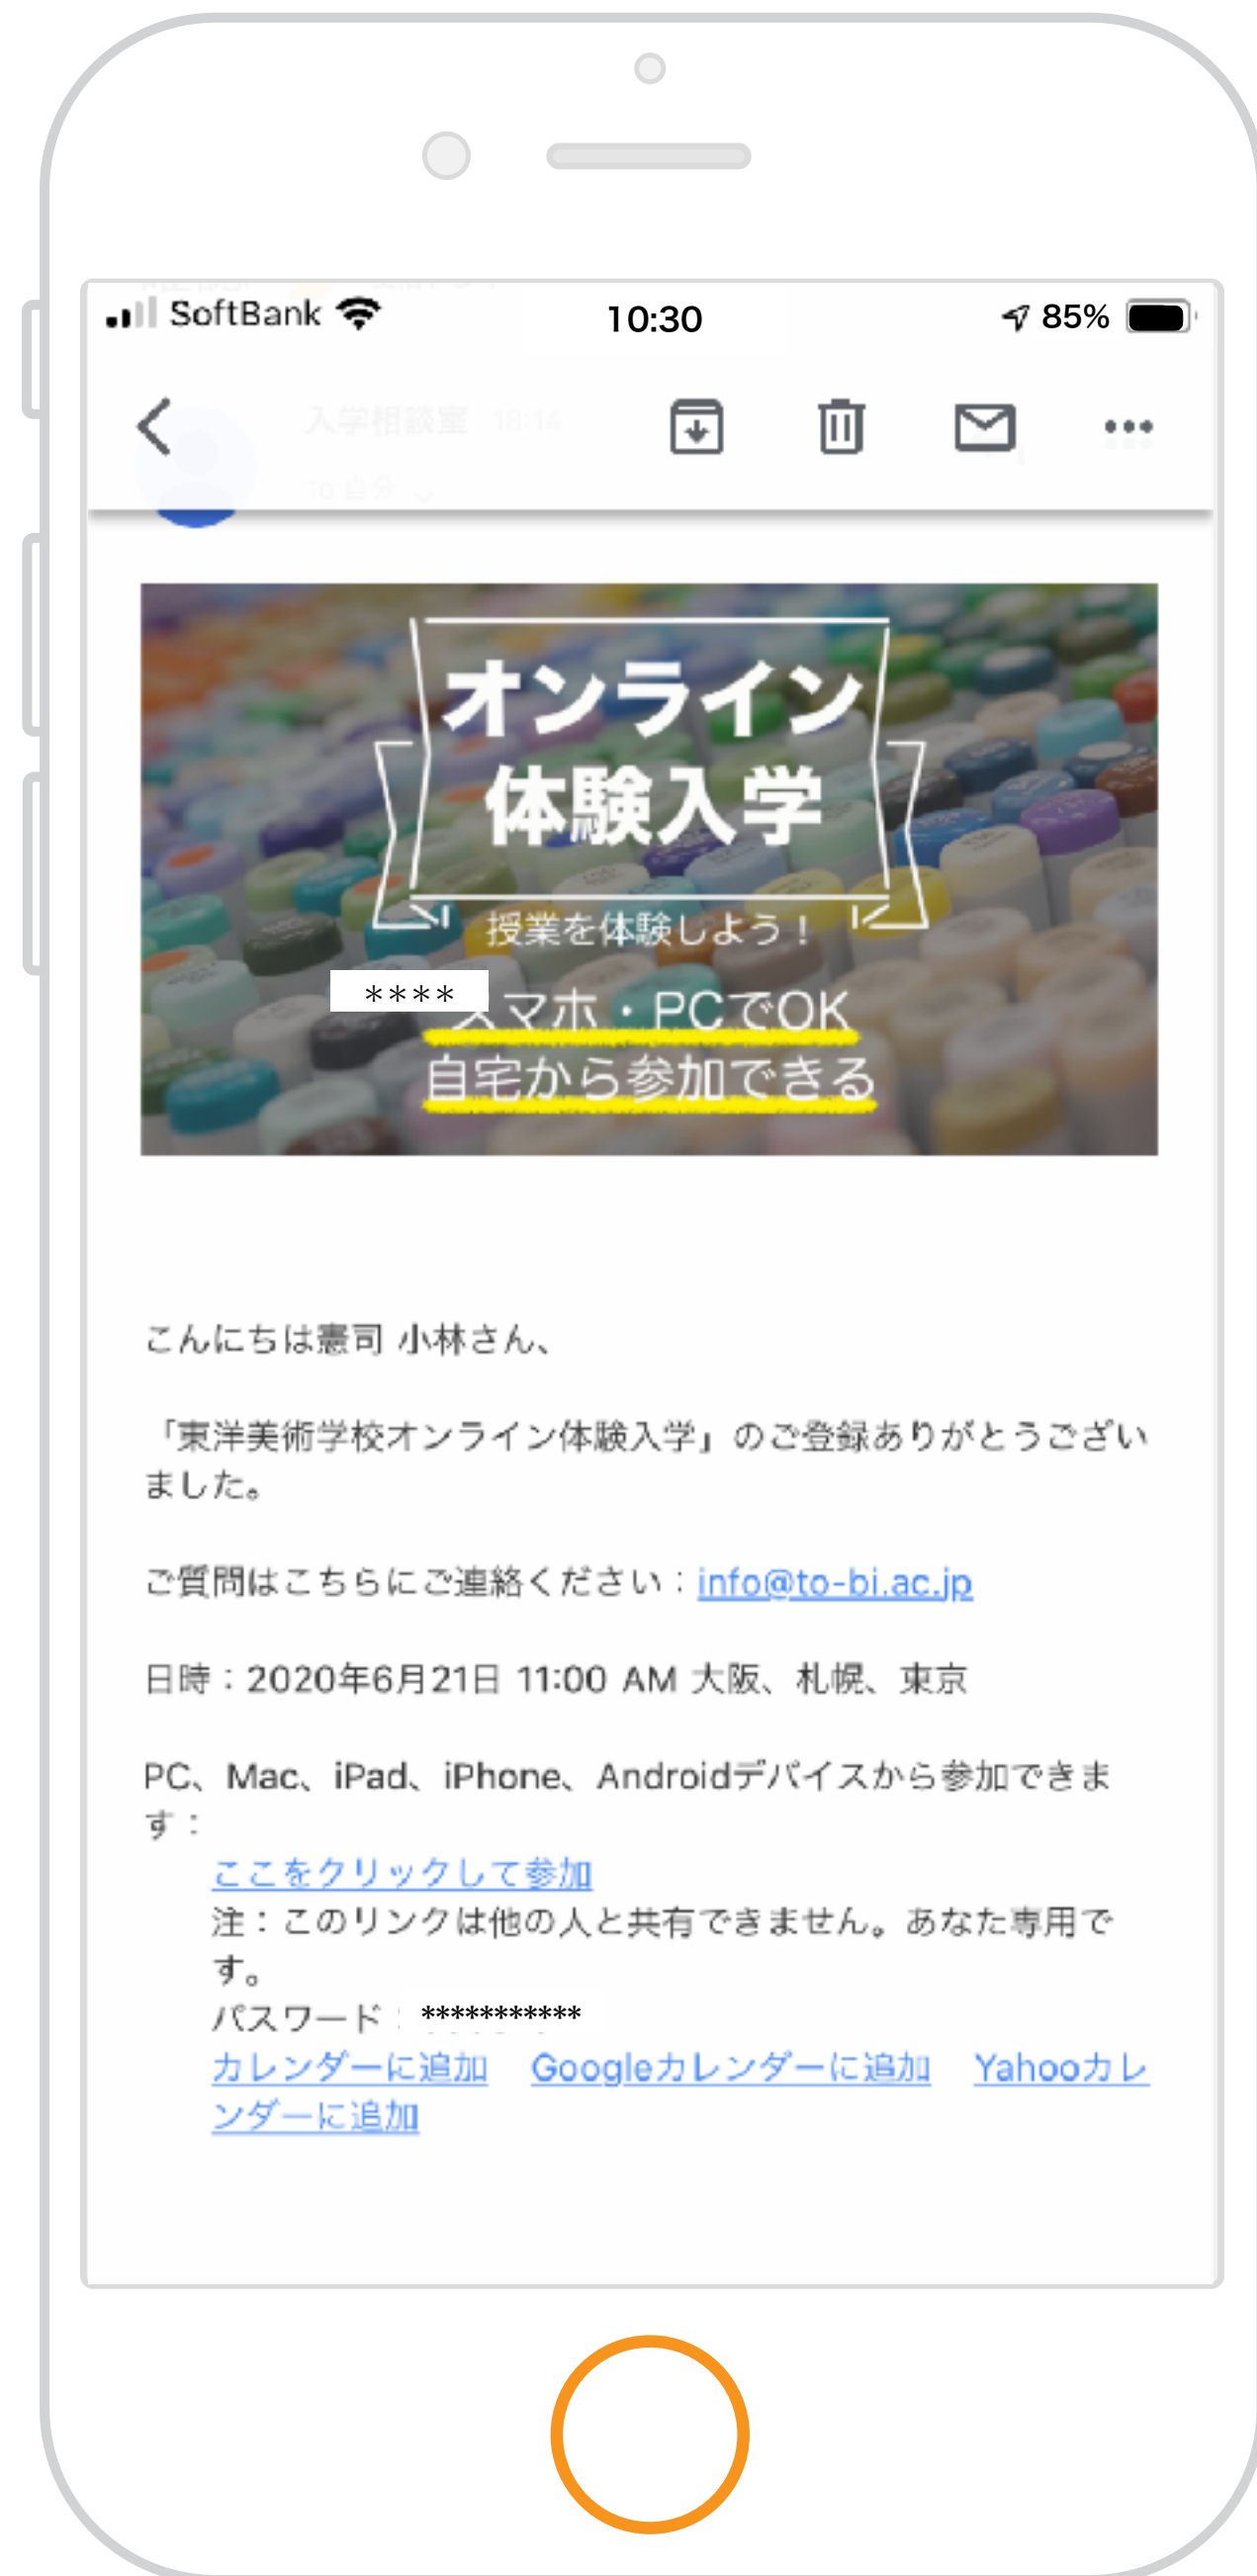 SoftBank 10:30 85%
入学相談室 18:14
To 自分
オンライン
体験入学
授業を体験しよう！
****
スマホ・PCでOK
自宅から参加できる
こんにちは憲司 小林さん、
「東洋美術学校オンライン体験入学」のご登録ありがとうござい
ました。
ご質問はこちらにご連絡ください：info@to-bi.ac.jp
日時：2020年6月21日 11:00 AM 大阪、札幌、東京
PC、Mac、iPad、iPhone、Androidデバイスから参加できま
す：
ここをクリックして参加
注：このリンクは他の人と共有できません。あなた専用で
す。
パスワード：***********
カレンダーに追加 Googleカレンダーに追加 Yahooカレ
ンダーに追加